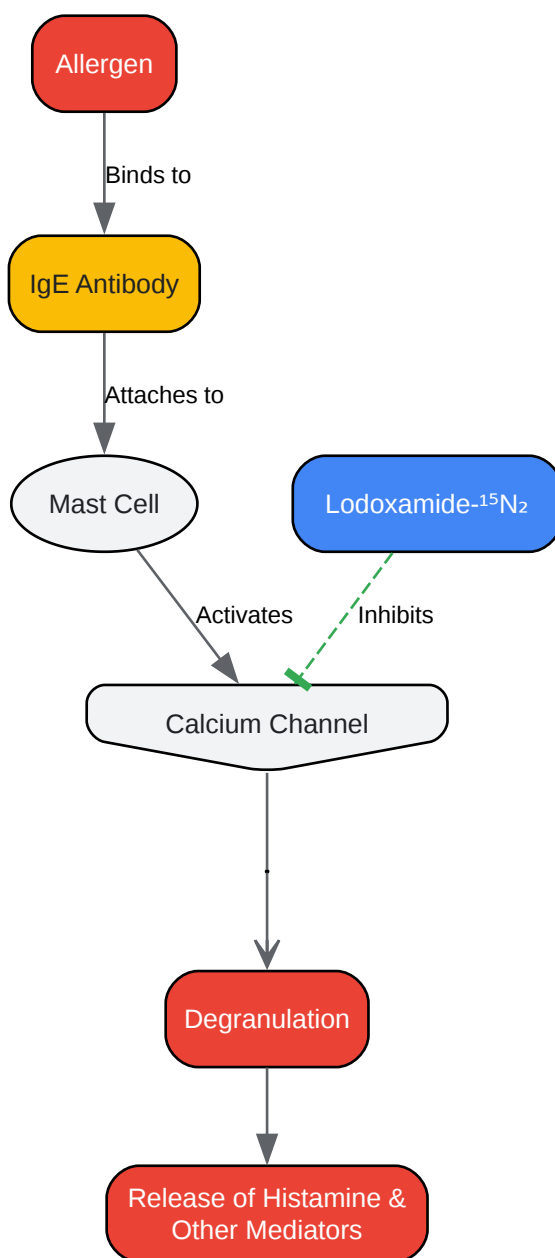 Allergen
Binds to
IgE Antibody
Attaches to
Mast Cell
Lodoxamide-¹⁵N₂
Activates
Inhibits
Calcium Channel
Degranulation
Release of Histamine &
Other Mediators